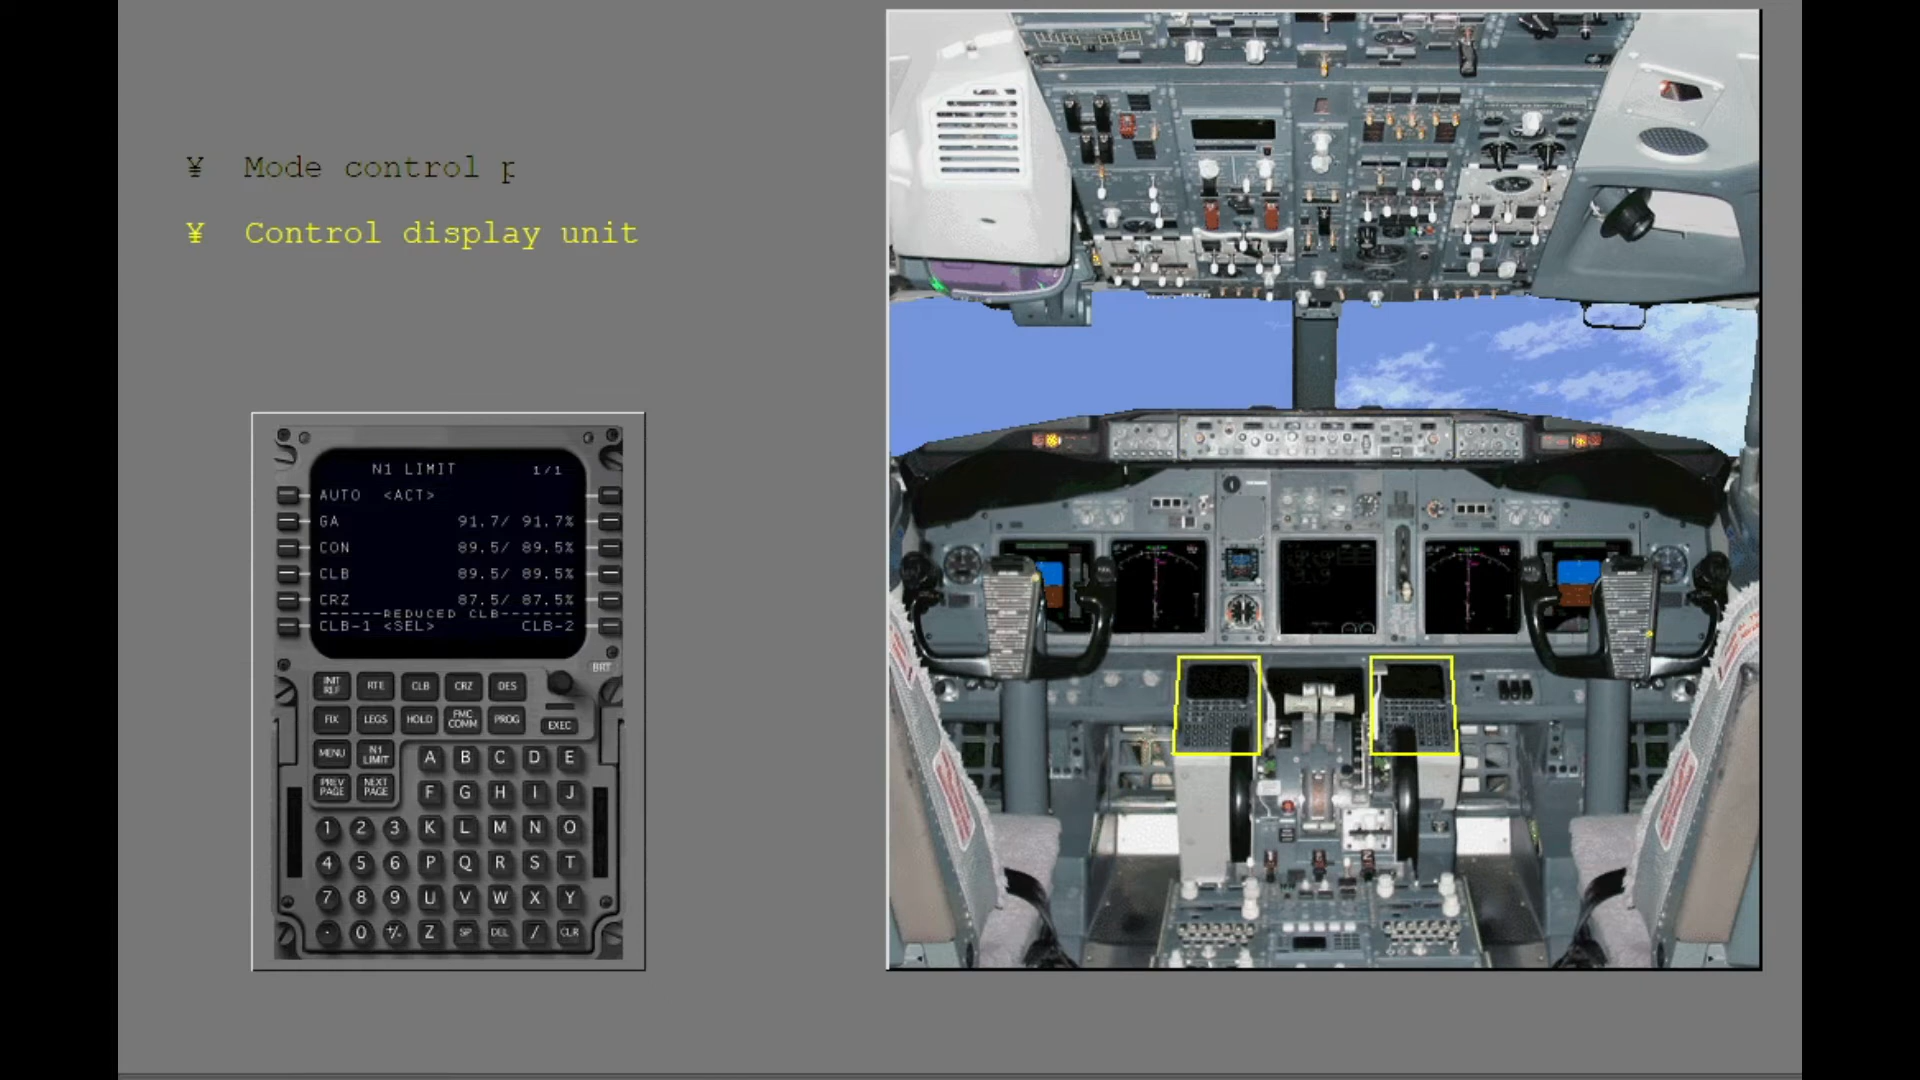 ¥ Mode control p
¥ Control display unit
N1 LIMIT 1/1
AUTO <ACT>
GA 91.7/ 91.7%
CON 89.5/ 89.5%
CLB 89.5/ 89.5%
CRZ 87.5/ 87.5%
------REDUCED CLB-------
CLB-1 <SEL> CLB-2
BRT
INIT REF RTE CLB CRZ DES
FIX LEGS HOLD FMC COMM PROG EXEC
MENU N1 LIMIT
PREV PAGE NEXT PAGE
A B C D E
F G H I J
1 2 3 K L M N O
4 5 6 P Q R S T
7 8 9 U V W X Y
. 0 +/- Z SP DEL / CLR